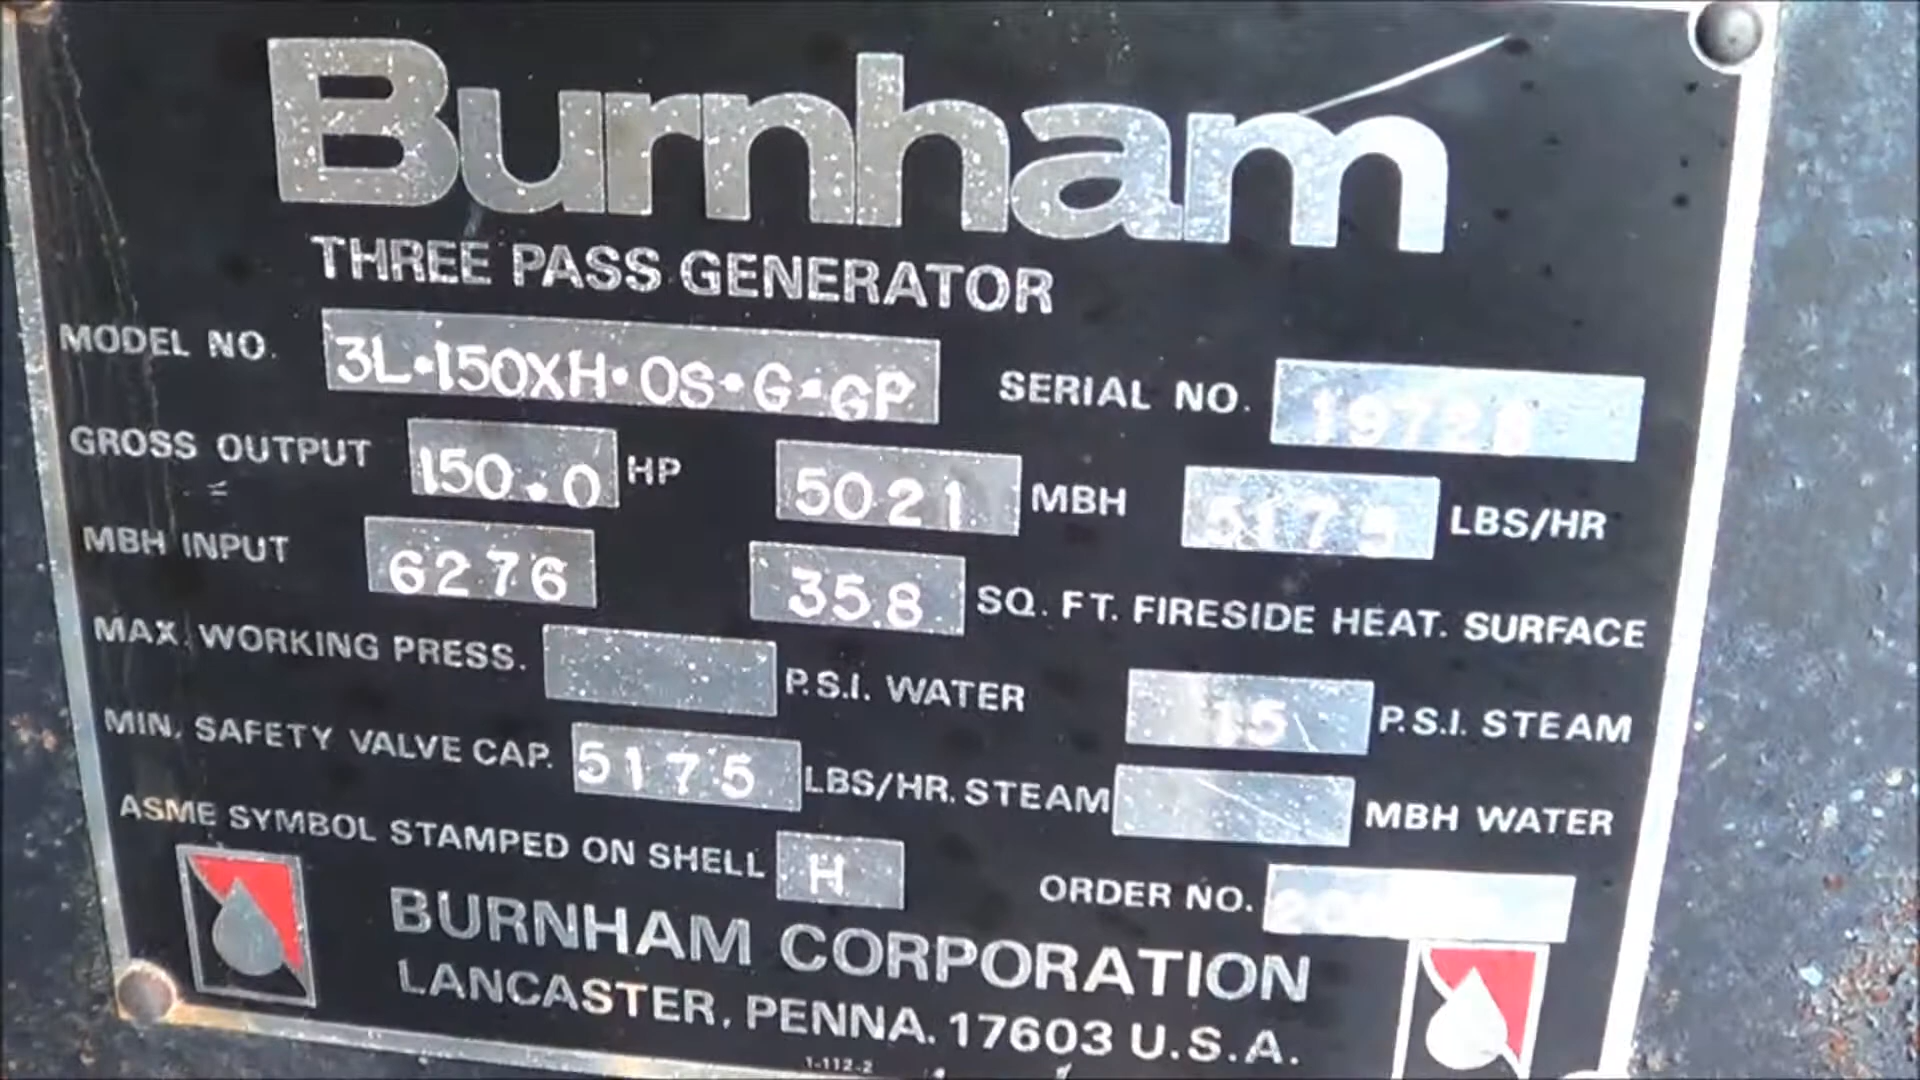 Burnham
THREE PASS GENERATOR
MODEL NO. 3L·150XH·OS·G·GP SERIAL NO. 19728
GROSS OUTPUT 150.0 HP 5021 MBH 5175 LBS/HR
MBH INPUT 6276 358 SQ. FT. FIRESIDE HEAT. SURFACE
MAX. WORKING PRESS. P.S.I. WATER 15 P.S.I. STEAM
MIN. SAFETY VALVE CAP. 5175 LBS/HR. STEAM MBH WATER
ASME SYMBOL STAMPED ON SHELL H ORDER NO.
BURNHAM CORPORATION
LANCASTER, PENNA. 17603 U.S.A.
1-112-2